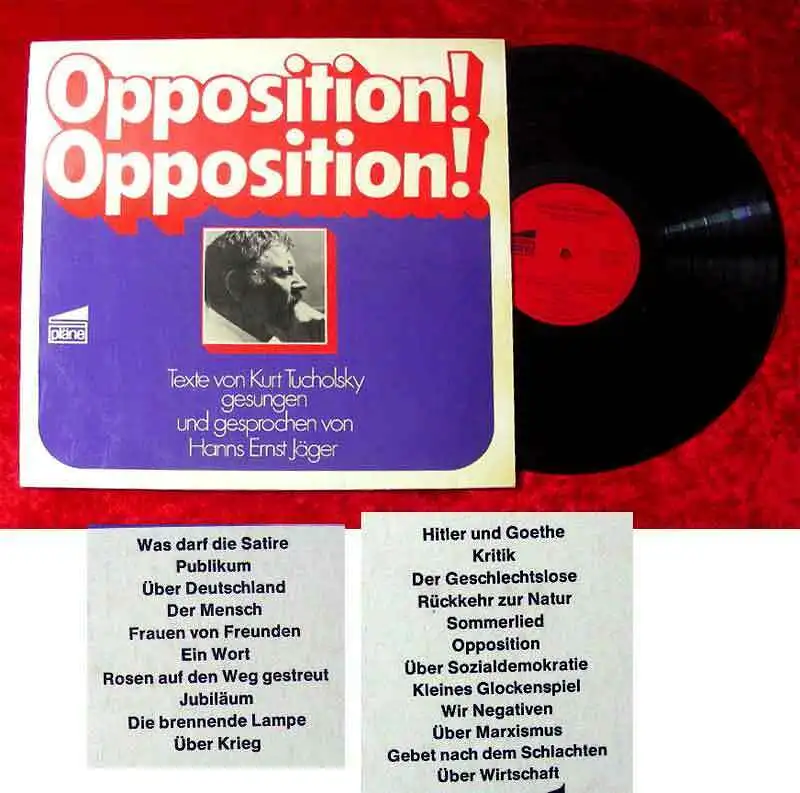 Opposition!
Opposition!
pläne
Texte von Kurt Tucholsky
gesungen
und gesprochen von
Hanns Ernst Jäger
Was darf die Satire
Publikum
Über Deutschland
Der Mensch
Frauen von Freunden
Ein Wort
Rosen auf den Weg gestreut
Jubiläum
Die brennende Lampe
Über Krieg
Hitler und Goethe
Kritik
Der Geschlechtslose
Rückkehr zur Natur
Sommerlied
Opposition
Über Sozialdemokratie
Kleines Glockenspiel
Wir Negativen
Über Marxismus
Gebet nach dem Schlachten
Über Wirtschaft